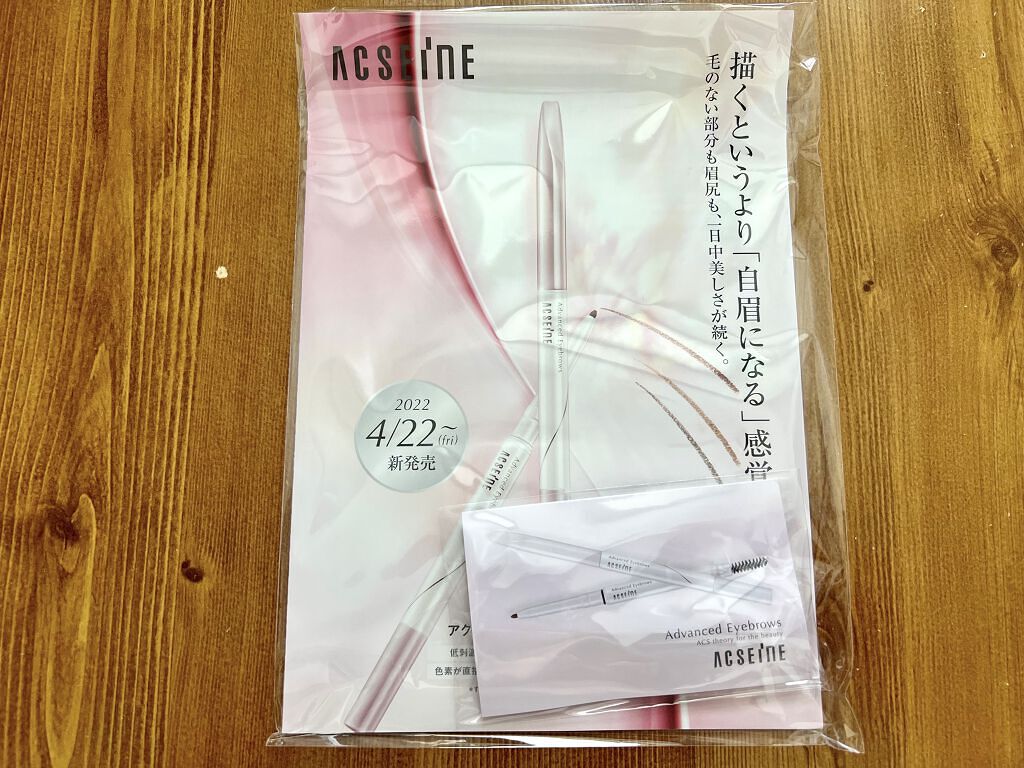 ACSEINE
描くというより「自眉になる」感覚
毛のない部分も眉尻も、一日中美しさが続く。
Advanced Eyebrows
ACSEINE
2022
4/22～(fri)
新発売
ACSEINE
アク
低刺
色素が直接
Advanced Eyebrows
ACSEINE
Advanced Eyebrows
ACSEINE
Advanced Eyebrows
ACS theory for the beauty
ACSEINE